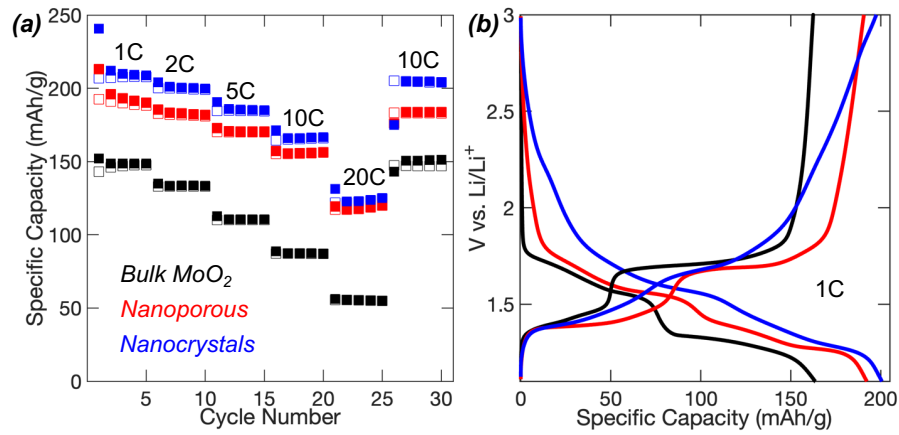 (a)
250
200
150
100
50
0
Specific Capacity (mAh/g)
1C
2C
5C
10C
20C
10C
Bulk MoO₂
Nanoporous
Nanocrystals
5
10
15
20
25
30
Cycle Number
(b)
3
2.5
2
1.5
V vs. Li/Li⁺
1C
0
50
100
150
200
Specific Capacity (mAh/g)